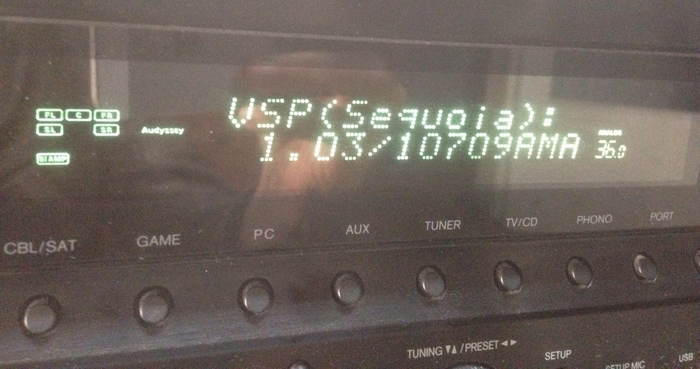 VSP(Sequoia):
FL C FR
SL SR
Audyssey
1.03/10709AMA
ANALOG
36.0
BI AMP
CBL/SAT GAME PC AUX TUNER TV/CD PHONO PORT
TUNING ▼▲ / PRESET ◄ ►
SETUP
SETUP MIC
USB